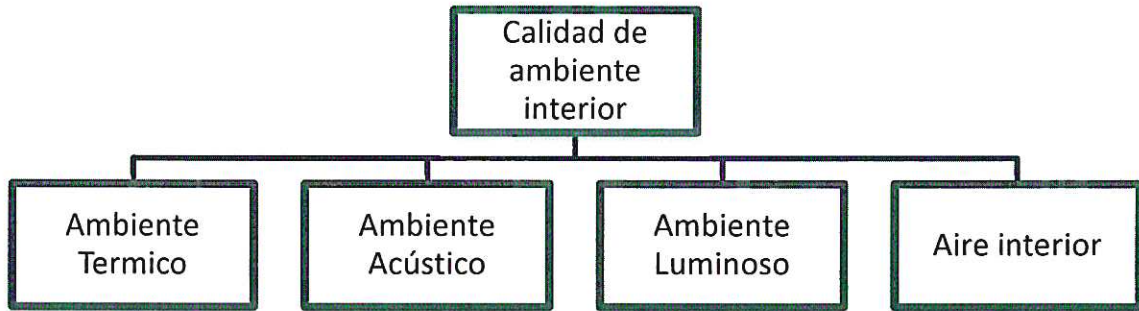 Calidad de
ambiente
interior
Ambiente
Termico
Ambiente
Acústico
Ambiente
Luminoso
Aire interior